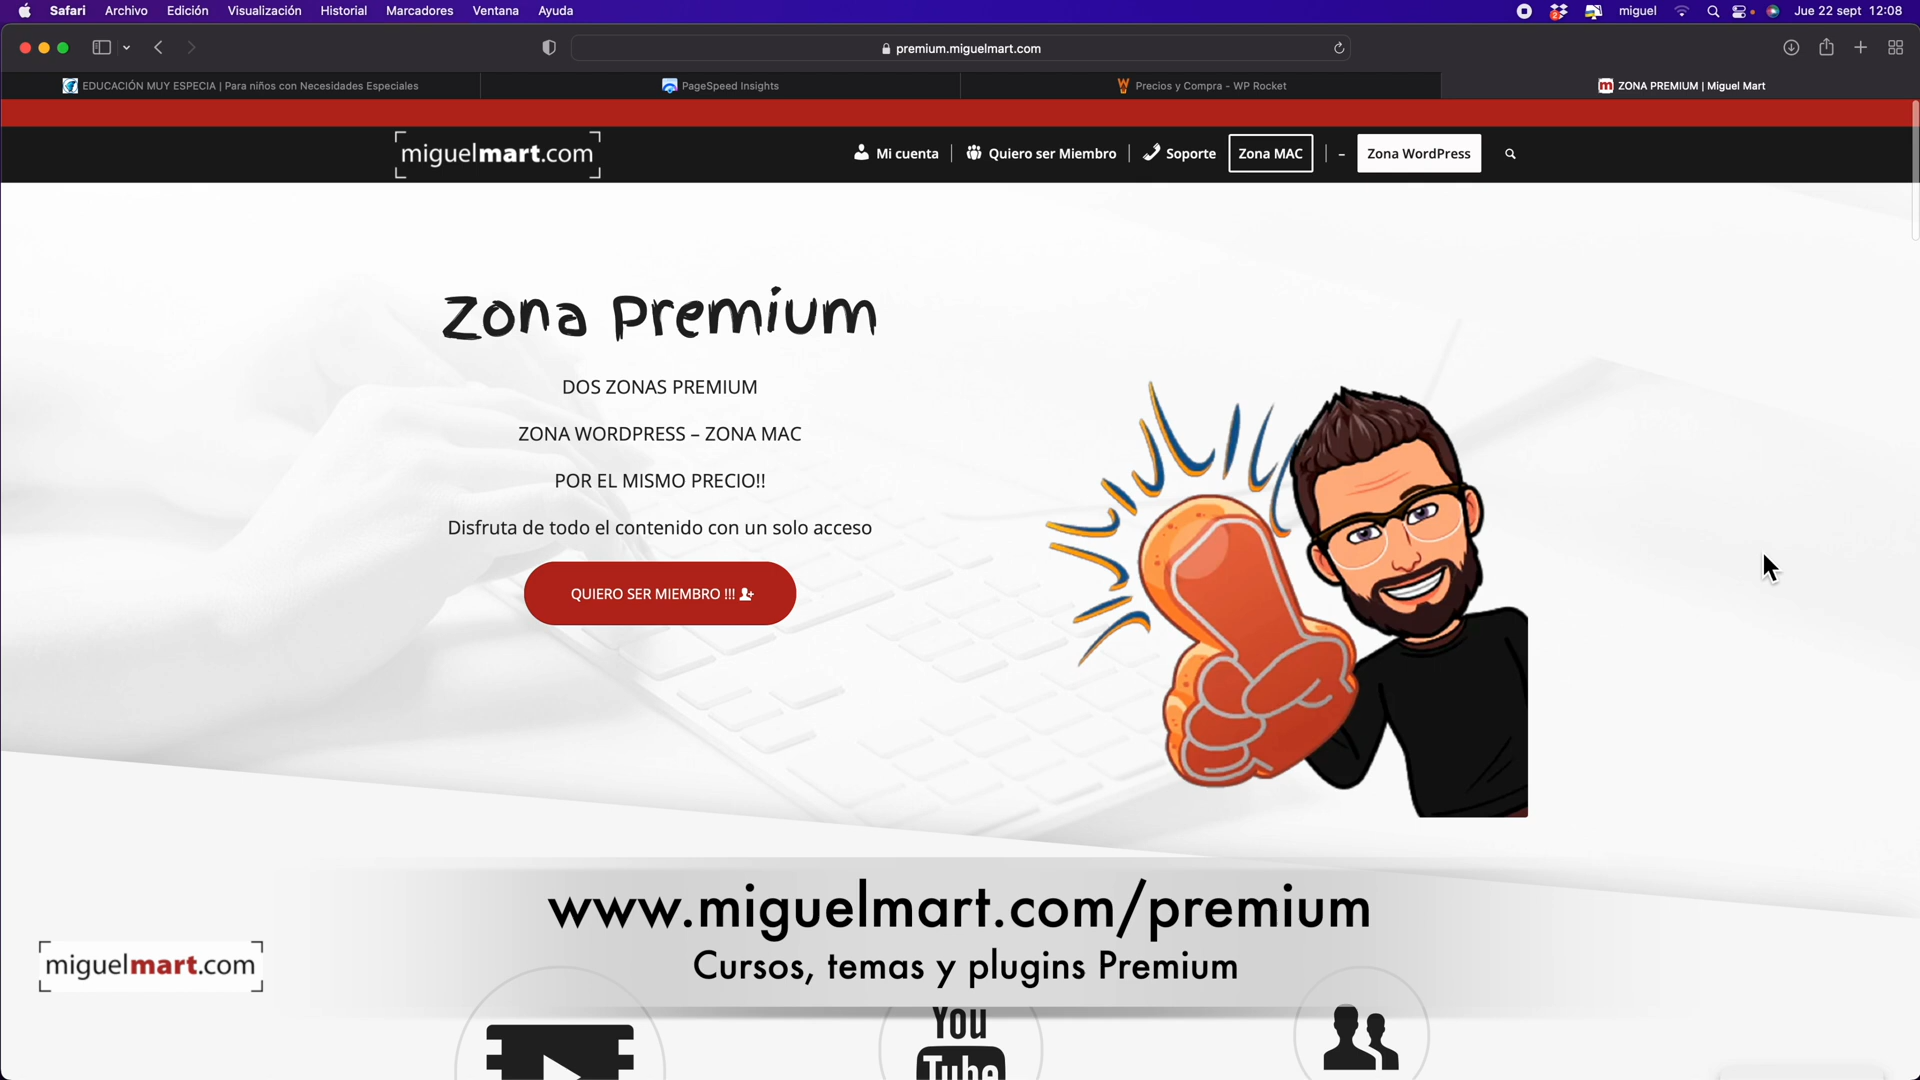 Safari Archivo Edición Visualización Historial Marcadores Ventana Ayuda miguel Jue 22 sept 12:08
premium.miguelmart.com
EDUCACIÓN MUY ESPECIA | Para niños con Necesidades Especiales
PageSpeed Insights
Precios y Compra - WP Rocket
ZONA PREMIUM | Miguel Mart
miguelmart.com
Mi cuenta
Quiero ser Miembro
Soporte
Zona MAC
–
Zona WordPress
Zona Premium
DOS ZONAS PREMIUM
ZONA WORDPRESS – ZONA MAC
POR EL MISMO PRECIO!!
Disfruta de todo el contenido con un solo acceso
QUIERO SER MIEMBRO !!!
www.miguelmart.com/premium
Cursos, temas y plugins Premium
miguelmart.com
You
Tube